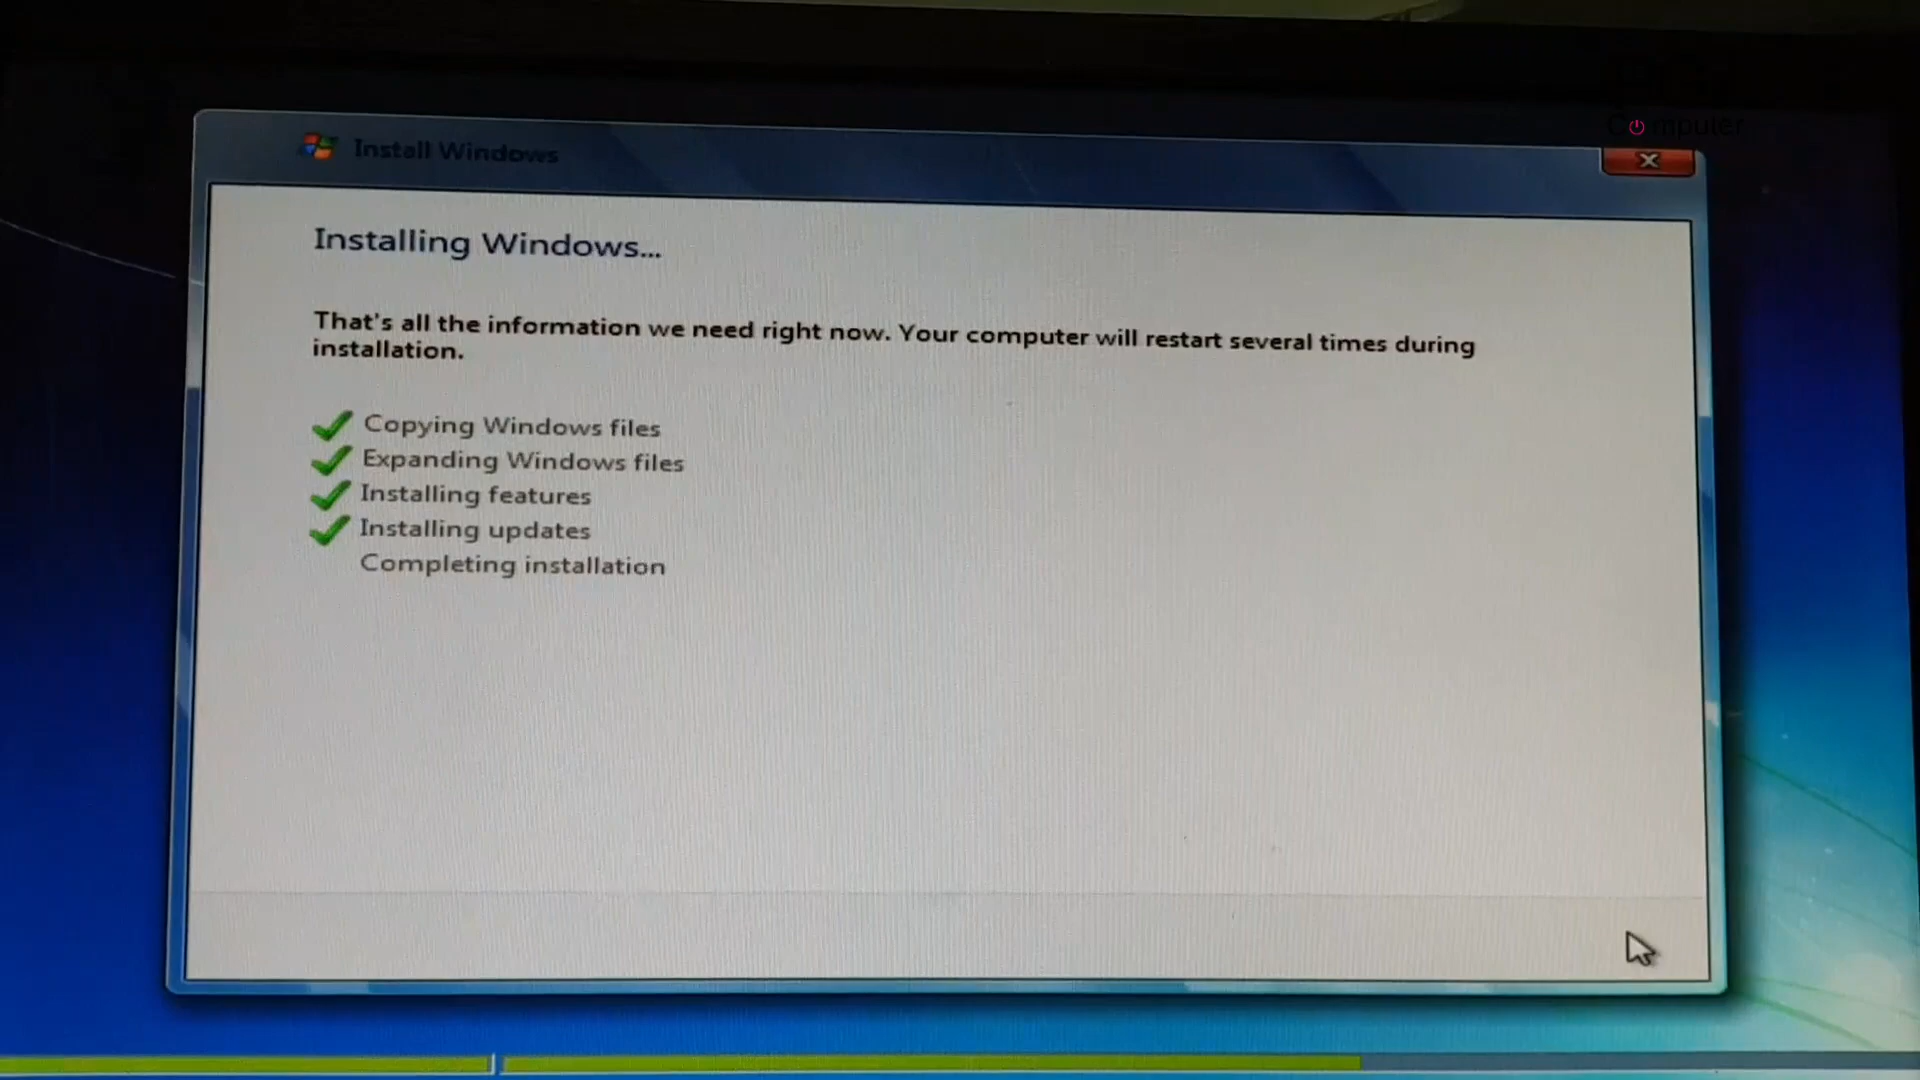 Computer
Install Windows
Installing Windows...
That's all the information we need right now. Your computer will restart several times during
installation.
Copying Windows files
Expanding Windows files
Installing features
Installing updates
Completing installation